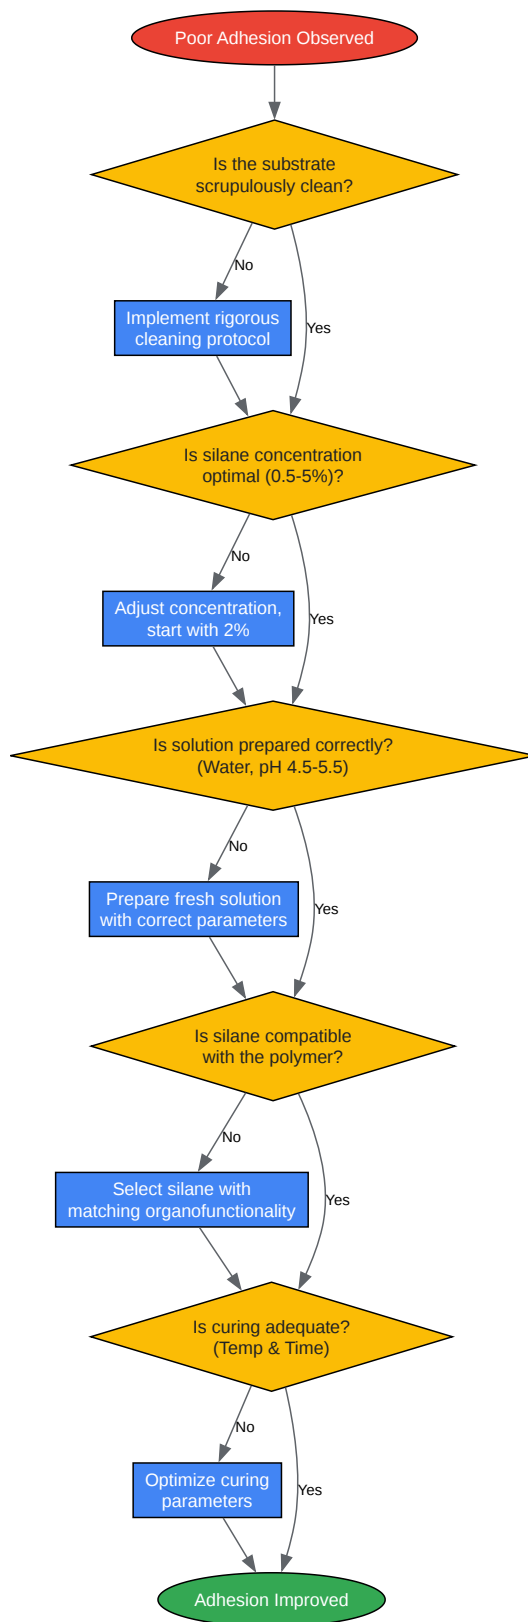 Poor Adhesion Observed
Is the substrate
scrupulously clean?
No
Implement rigorous
cleaning protocol
Yes
Is silane concentration
optimal (0.5-5%)?
No
Adjust concentration,
start with 2%
Yes
Is solution prepared correctly?
(Water, pH 4.5-5.5)
No
Prepare fresh solution
with correct parameters
Yes
Is silane compatible
with the polymer?
No
Select silane with
matching organofunctionality
Yes
Is curing adequate?
(Temp & Time)
No
Optimize curing
parameters
Yes
Adhesion Improved